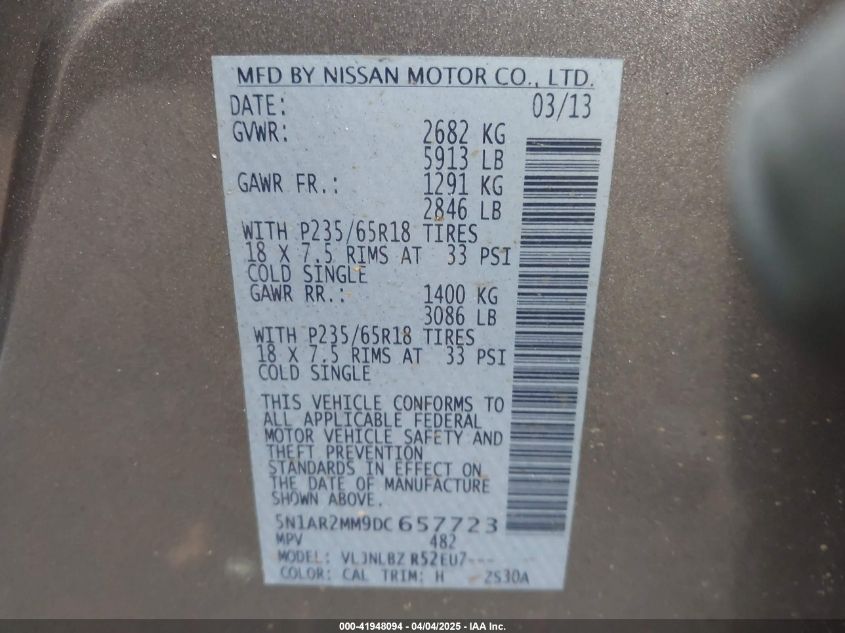 MFD BY NISSAN MOTOR CO., LTD.
DATE: 03/13
GVWR: 2682 KG
5913 LB
GAWR FR.: 1291 KG
2846 LB
WITH P235/65R18 TIRES
18 X 7.5 RIMS AT 33 PSI
COLD SINGLE
GAWR RR.: 1400 KG
3086 LB
WITH P235/65R18 TIRES
18 X 7.5 RIMS AT 33 PSI
COLD SINGLE
THIS VEHICLE CONFORMS TO
ALL APPLICABLE FEDERAL
MOTOR VEHICLE SAFETY AND
THEFT PREVENTION
STANDARDS IN EFFECT ON
THE DATE OF MANUFACTURE
SHOWN ABOVE.
5N1AR2MM9DC657723
MPV 482
MODEL: VLJNLBZ R52EU7---
COLOR: CAL TRIM: H ZS30A
000-41948094 - 04/04/2025 - IAA Inc.